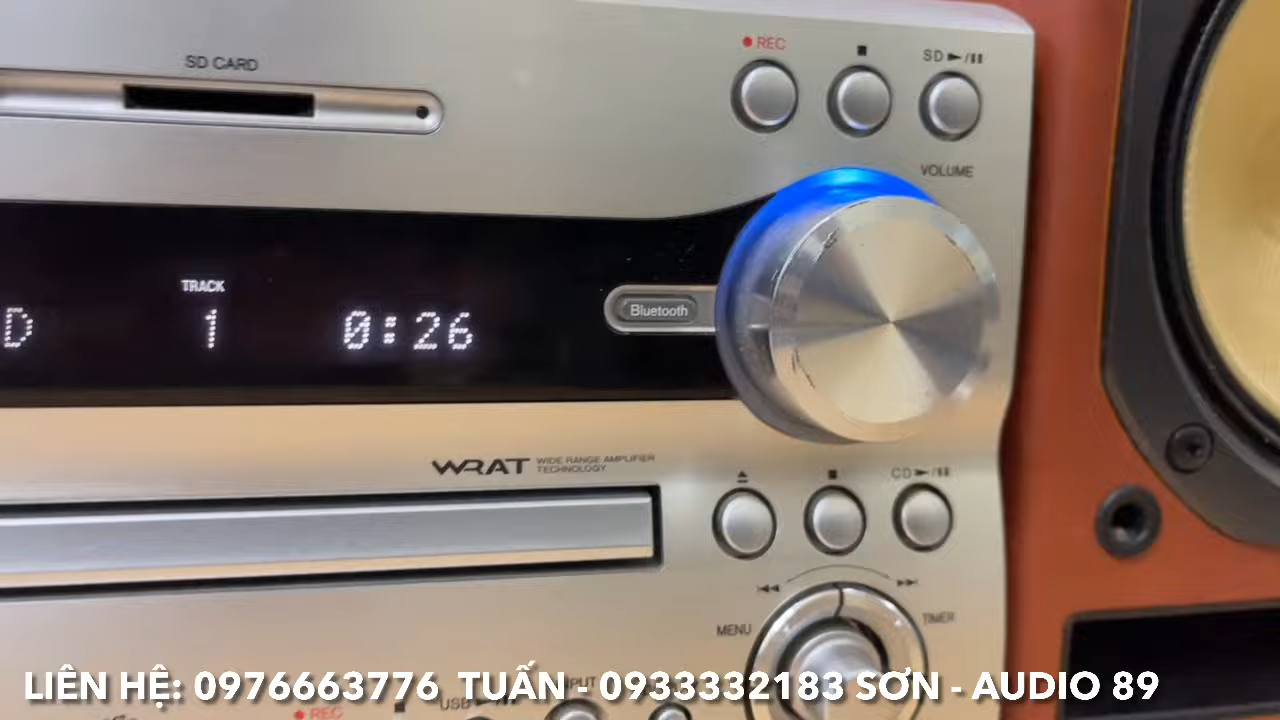 SD CARD
REC
SD
VOLUME
TRACK
D 1 0:26
Bluetooth
WRAT WIDE RANGE AMPLIFIER
TECHNOLOGY
CD
MENU
TIMER
LIÊN HỆ: 0976663776 TUẤN - 0933332183 SƠN - AUDIO 89
USB
REC